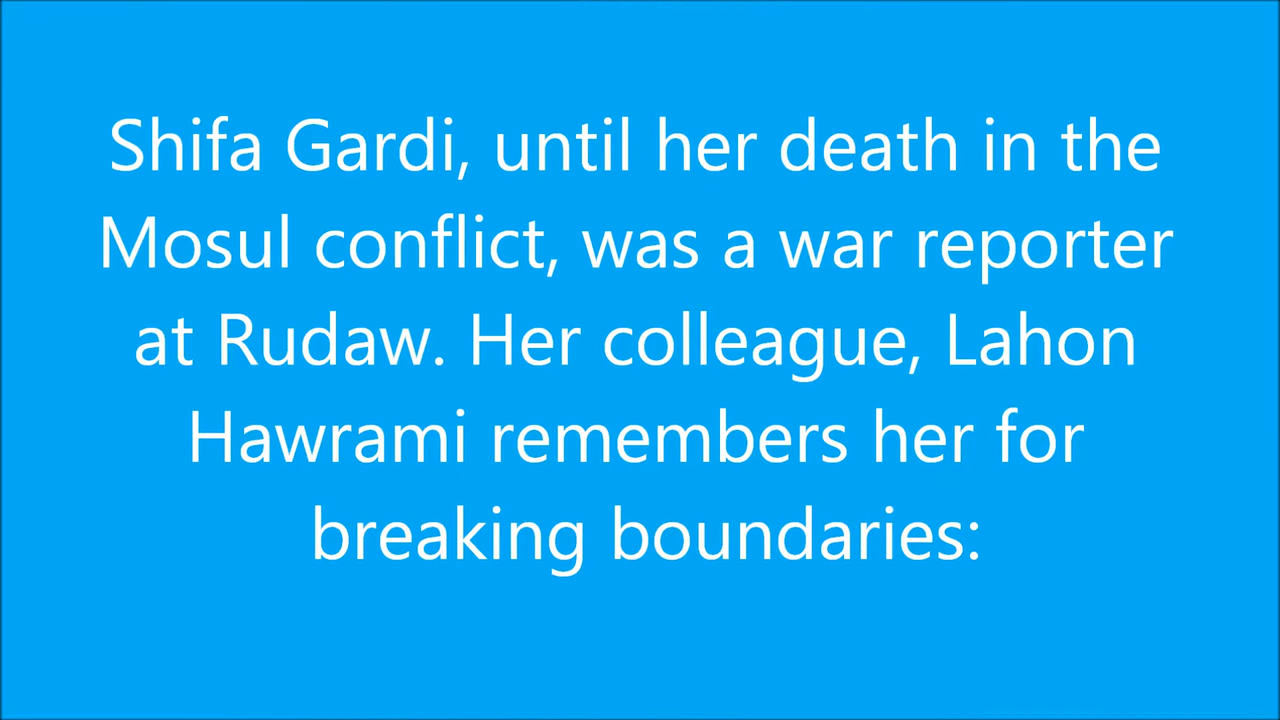 Shifa Gardi, until her death in the
Mosul conflict, was a war reporter
at Rudaw. Her colleague, Lahon
Hawrami remembers her for
breaking boundaries: